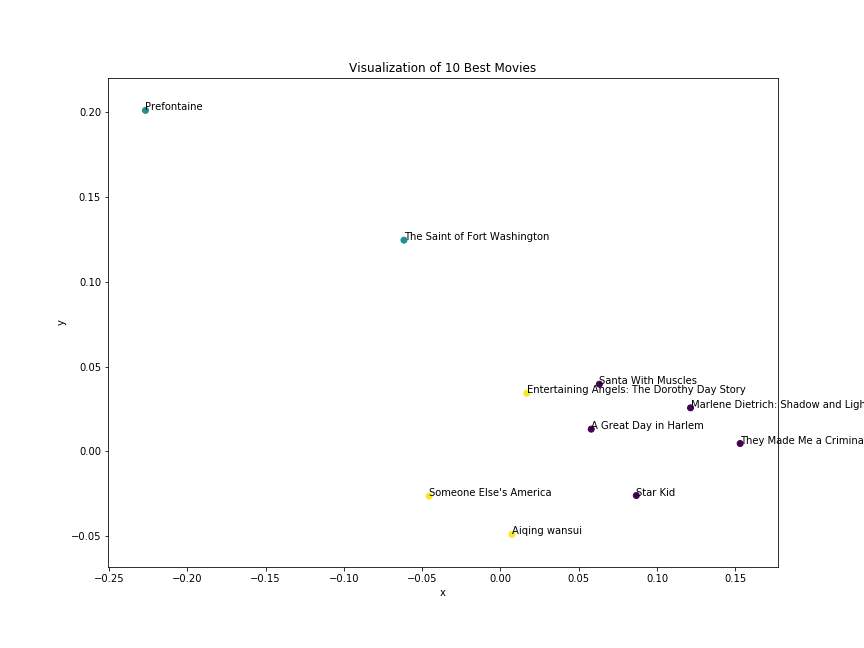 Visualization of 10 Best Movies
0.20
Prefontaine
0.15
The Saint of Fort Washington
0.10
y
0.05
Santa With Muscles
Entertaining Angels: The Dorothy Day Story
Marlene Dietrich: Shadow and Ligh
A Great Day in Harlem
0.00
They Made Me a Crimina
Someone Else's America
Star Kid
Aiqing wansui
−0.05
−0.25 −0.20 −0.15 −0.10 −0.05 0.00 0.05 0.10 0.15
x